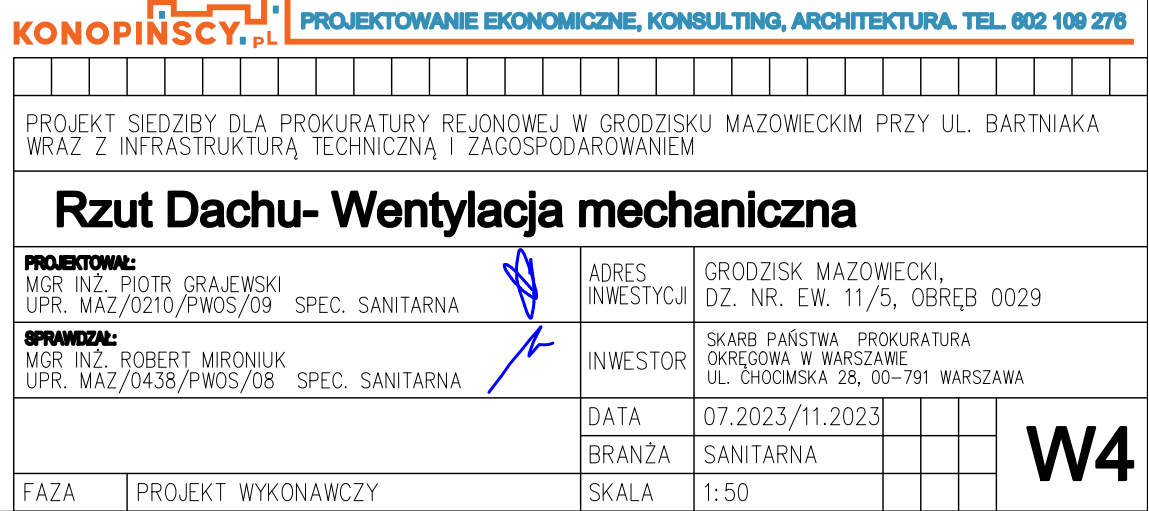 KONOPIŃSCY.PL PROJEKTOWANIE EKONOMICZNE, KONSULTING, ARCHITEKTURA. TEL. 602 109 276
PROJEKT SIEDZIBY DLA PROKURATURY REJONOWEJ W GRODZISKU MAZOWIECKIM PRZY UL. BARTNIAKA
WRAZ Z INFRASTRUKTURĄ TECHNICZNĄ I ZAGOSPODAROWANIEM
Rzut Dachu- Wentylacja mechaniczna
PROJEKTOWAŁ:
MGR INŻ. PIOTR GRAJEWSKI
UPR. MAZ/0210/PWOS/09 SPEC. SANITARNA
ADRES
INWESTYCJI
GRODZISK MAZOWIECKI,
DZ. NR. EW. 11/5, OBRĘB 0029
SPRAWDZAŁ:
MGR INŻ. ROBERT MIRONIUK
UPR. MAZ/0438/PWOS/08 SPEC. SANITARNA
INWESTOR
SKARB PAŃSTWA PROKURATURA
OKRĘGOWA W WARSZAWIE
UL. CHOCIMSKA 28, 00-791 WARSZAWA
DATA 07.2023/11.2023
BRANŻA SANITARNA
W4
FAZA PROJEKT WYKONAWCZY
SKALA 1:50